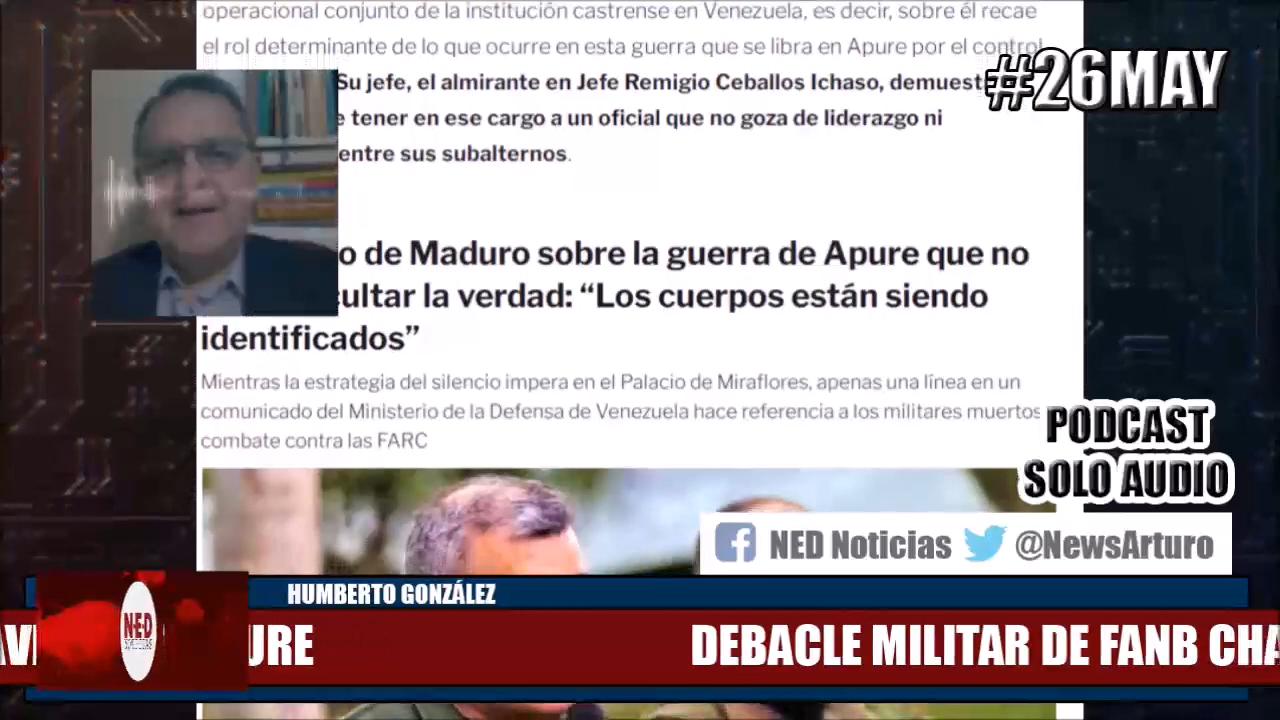 operacional conjunto de la institución castrense en Venezuela, es decir, sobre él recae
el rol determinante de lo que ocurre en esta guerra que se libra en Apure por el control
#26MAY
Su jefe, el almirante en Jefe Remigio Ceballos Ichaso, demuest
e tener en ese cargo a un oficial que no goza de liderazgo ni
entre sus subalternos.
o de Maduro sobre la guerra de Apure que no
cultar la verdad: “Los cuerpos están siendo
identificados”
Mientras la estrategia del silencio impera en el Palacio de Miraflores, apenas una línea en un
comunicado del Ministerio de la Defensa de Venezuela hace referencia a los militares muertos
combate contra las FARC
PODCAST
SOLO AUDIO
NED Noticias @NewsArturo
HUMBERTO GONZÁLEZ
AVI URE DEBACLE MILITAR DE FANB CHA
NED